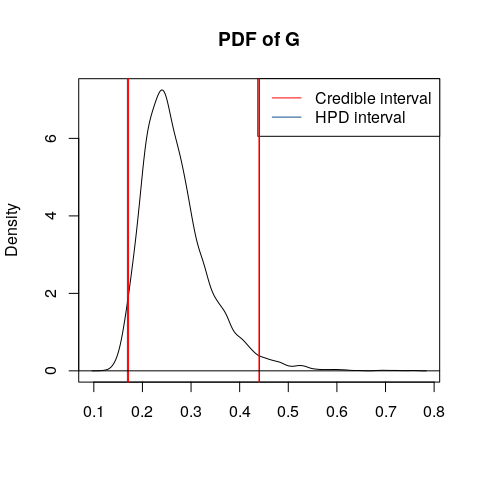 PDF of G
Credible interval
HPD interval
Density
6
4
2
0
0.1 0.2 0.3 0.4 0.5 0.6 0.7 0.8